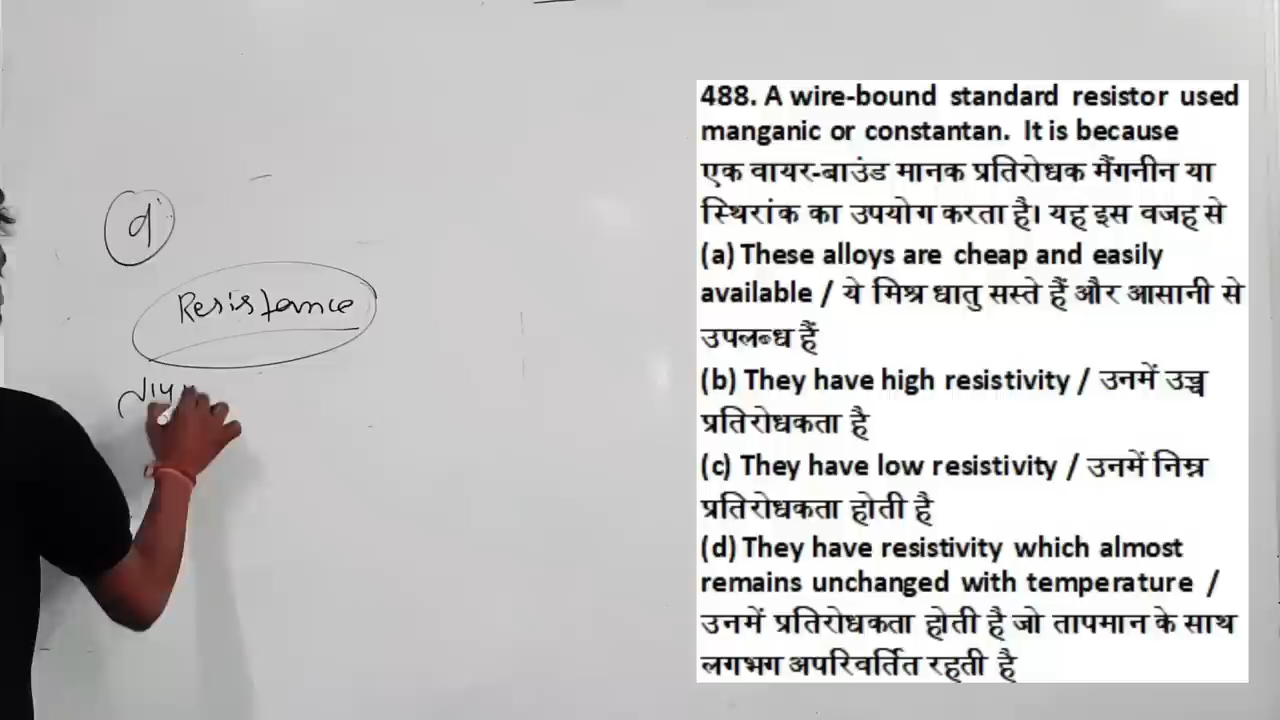 d
Resistance
488. A wire-bound standard resistor used
manganic or constantan. It is because
एक वायर-बाउंड मानक प्रतिरोधक मैंगनीन या
स्थिरांक का उपयोग करता है। यह इस वजह से
(a) These alloys are cheap and easily
available / ये मिश्र धातु सस्ते हैं और आसानी से
उपलब्ध हैं
(b) They have high resistivity / उनमें उच्च
प्रतिरोधकता है
(c) They have low resistivity / उनमें निम्न
प्रतिरोधकता होती है
(d) They have resistivity which almost
remains unchanged with temperature /
उनमें प्रतिरोधकता होती है जो तापमान के साथ
लगभग अपरिवर्तित रहती है